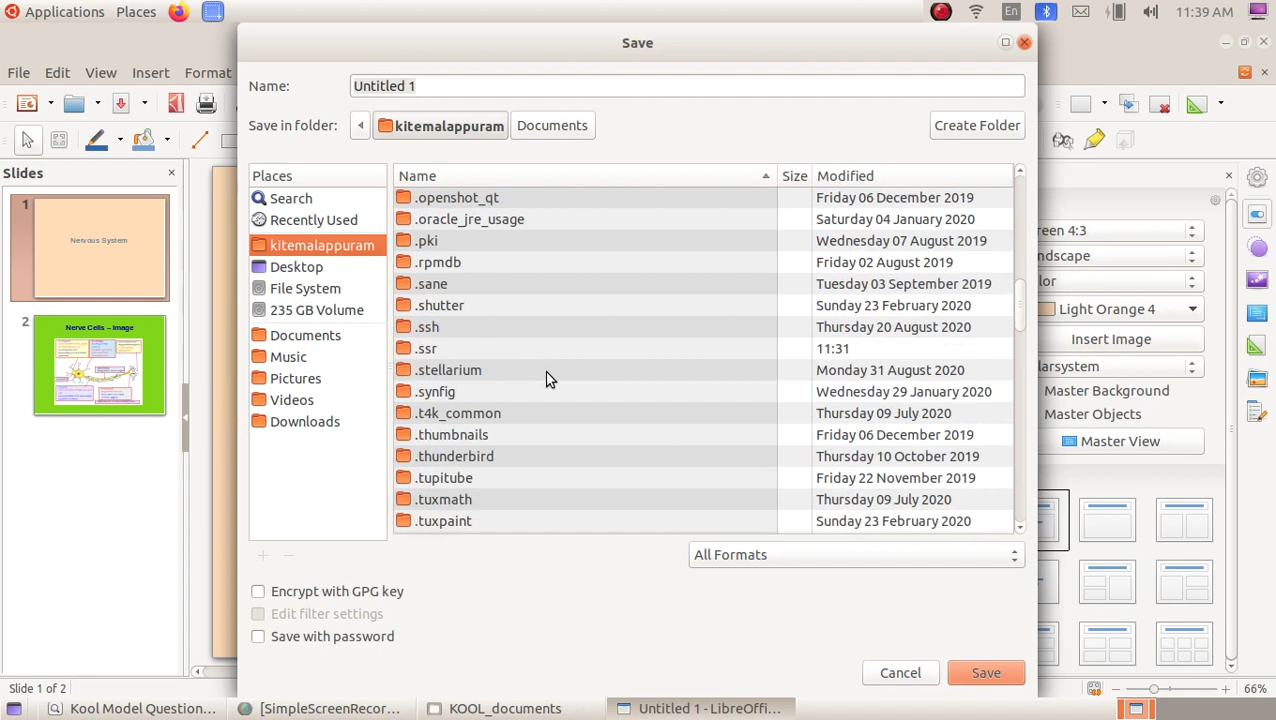 Applications Places En 11:39 AM
Save
File Edit View Insert Format
Name: Untitled 1
Save in folder: kitemalappuram Documents Create Folder
Slides
Places
Search
Recently Used
kitemalappuram
Desktop
File System
235 GB Volume
Documents
Music
Pictures
Videos
Downloads
Name Size Modified
.openshot_qt Friday 06 December 2019
.oracle_jre_usage Saturday 04 January 2020
.pki Wednesday 07 August 2019
.rpmdb Friday 02 August 2019
.sane Tuesday 03 September 2019
.shutter Sunday 23 February 2020
.ssh Thursday 20 August 2020
.ssr 11:31
.stellarium Monday 31 August 2020
.synfig Wednesday 29 January 2020
.t4k_common Thursday 09 July 2020
.thumbnails Friday 06 December 2019
.thunderbird Thursday 10 October 2019
.tupitube Friday 22 November 2019
.tuxmath Thursday 09 July 2020
.tuxpaint Sunday 23 February 2020
1
Nervous System
2
Nerve Cells – Image
reen 4:3
ndscape
olor
Light Orange 4
Insert Image
larsystem
Master Background
Master Objects
Master View
All Formats
Encrypt with GPG key
Edit filter settings
Save with password
Cancel Save
Slide 1 of 2 66%
Kool Model Question... [SimpleScreenRecor... KOOL_documents Untitled 1 - LibreOffi...